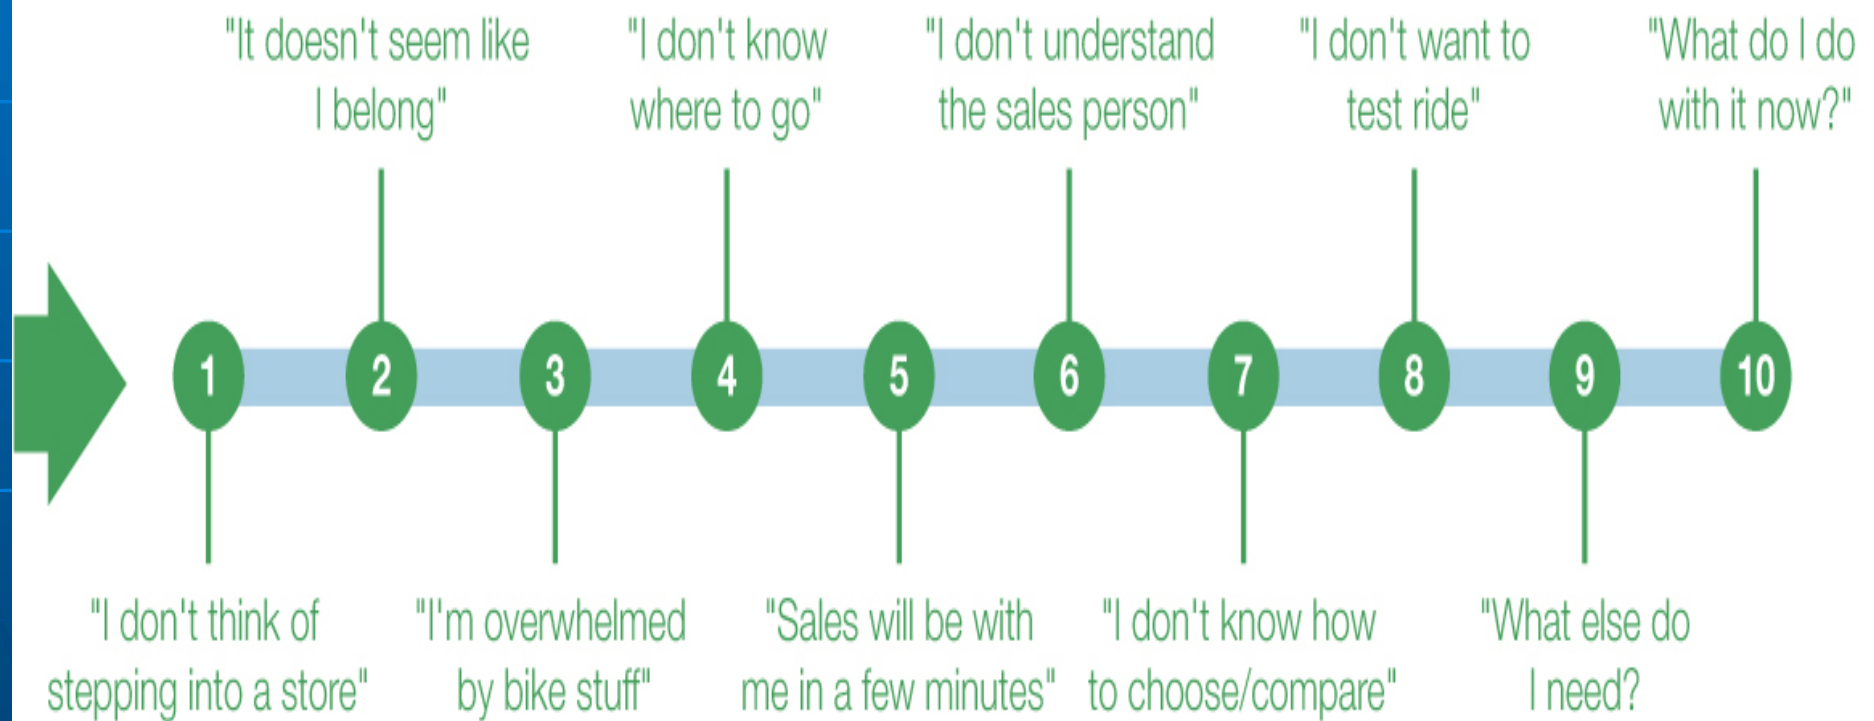 "It doesn't seem like
I belong"
"I don't know
where to go"
"I don't understand
the sales person"
"I don't want to
test ride"
"What do I do
with it now?"
1
2
3
4
5
6
7
8
9
10
"I don't think of
stepping into a store"
"I'm overwhelmed
by bike stuff"
"Sales will be with
me in a few minutes"
"I don't know how
to choose/compare"
"What else do
I need?